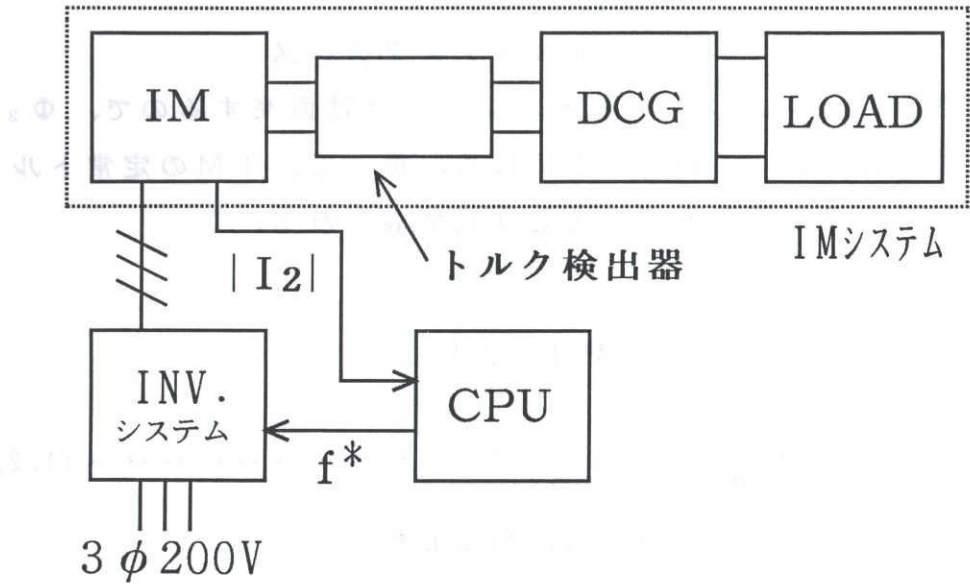 IM
DCG
LOAD
IMシステム
トルク検出器
|I2|
INV.
システム
CPU
f*
3φ200V